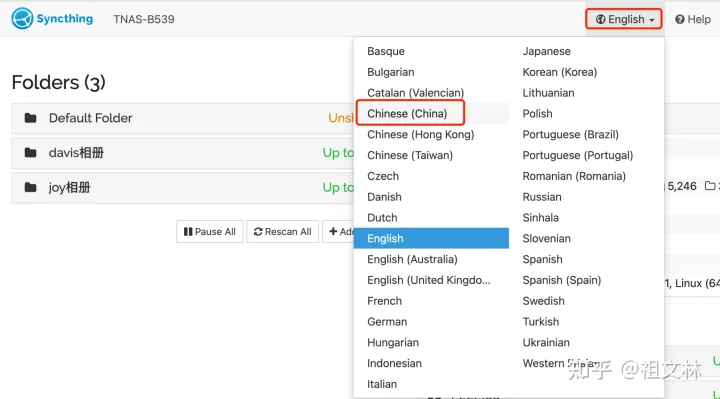 Syncthing
TNAS-B539
English
Help
Folders (3)
Default Folder
davis相册
Up to
joy相册
Up to
Pause All
Rescan All
Basque
Bulgarian
Catalan (Valencian)
Chinese (China)
Chinese (Hong Kong)
Chinese (Taiwan)
Czech
Danish
Dutch
English
English (Australia)
English (United Kingdo...
French
German
Hungarian
Indonesian
Italian
Japanese
Korean (Korea)
Lithuanian
Polish
Portuguese (Brazil)
Portuguese (Portugal)
Romanian (Romania)
Russian
Sinhala
Slovenian
Spanish
Spanish (Spain)
Swedish
Turkish
Ukrainian
Western
5,246
1, Linux (64
知乎 @祖文林